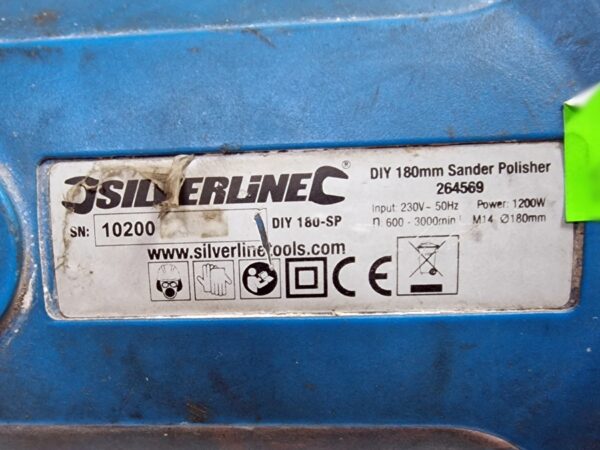 SILVERLINE®
DIY 180mm Sander Polisher
264569
Input: 230V~ 50Hz Power: 1200W
n: 600 - 3000min⁻¹ M14 Ø180mm
SN: 10200
DIY 180-SP
www.silverlinetools.com
CE